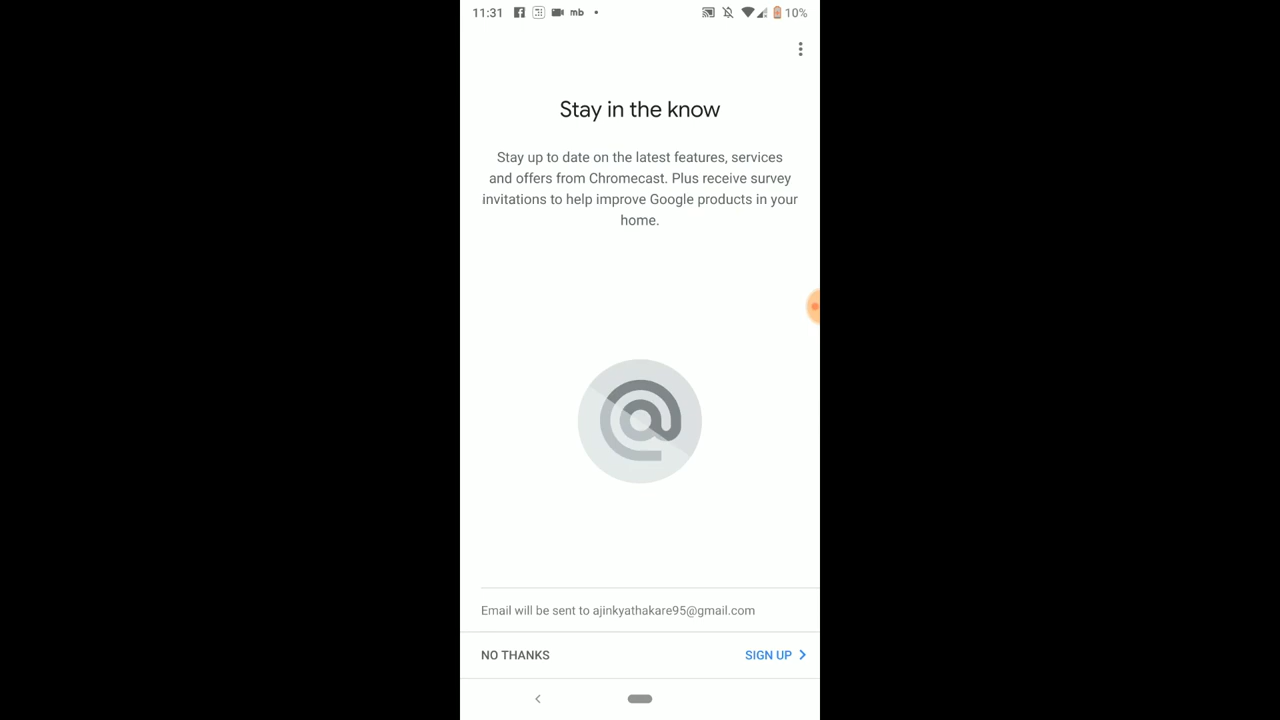 11:31 mb 10%
Stay in the know
Stay up to date on the latest features, services
and offers from Chromecast. Plus receive survey
invitations to help improve Google products in your
home.
Email will be sent to ajinkyathakare95@gmail.com
NO THANKS SIGN UP